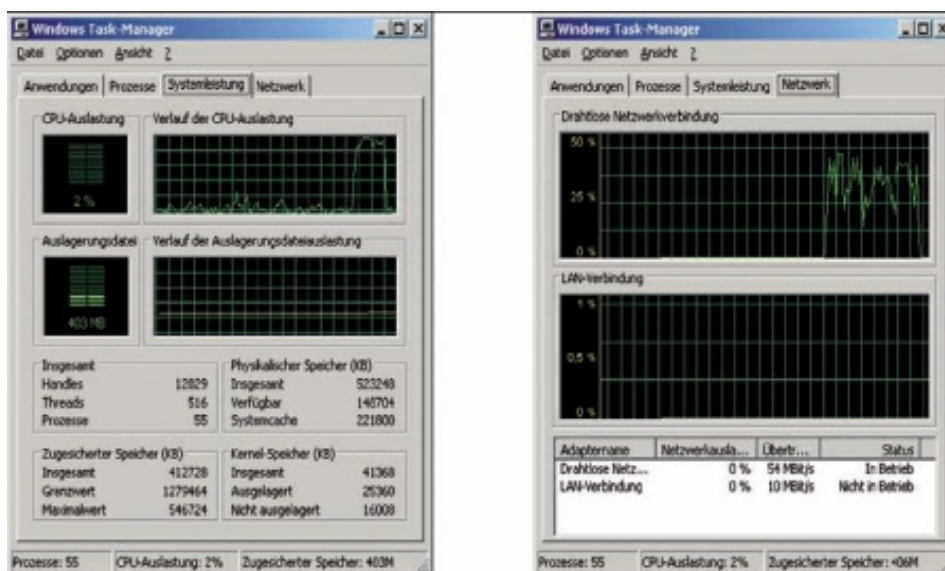 Windows Task-Manager
Datei Optionen Ansicht ?
Anwendungen Prozesse Systemleistung Netzwerk
CPU-Auslastung
Verlauf der CPU-Auslastung
2 %
Auslagerungsdatei
Verlauf der Auslagerungsdateiauslastung
403 MB
Insgesamt
Handles 12829
Threads 516
Prozesse 55
Physikalischer Speicher (KB)
Insgesamt 523248
Verfügbar 148704
Systemcache 221800
Zugesicherter Speicher (KB)
Insgesamt 412728
Grenzwert 1279464
Maximalwert 546724
Kernel-Speicher (KB)
Insgesamt 41368
Ausgelagert 25360
Nicht ausgelagert 16008
Prozesse: 55 CPU-Auslastung: 2% Zugesicherter Speicher: 403M
Windows Task-Manager
Datei Optionen Ansicht ?
Anwendungen Prozesse Systemleistung Netzwerk
Drahtlose Netzwerkverbindung
50 %
25 %
0 %
LAN-Verbindung
1 %
0,5 %
0 %
Adaptername Netzwerkausla... Übertr... Status
Drahtlose Netz... 0 % 54 MBit/s In Betrieb
LAN-Verbindung 0 % 10 MBit/s Nicht in Betrieb
Prozesse: 55 CPU-Auslastung: 2% Zugesicherter Speicher: 406M